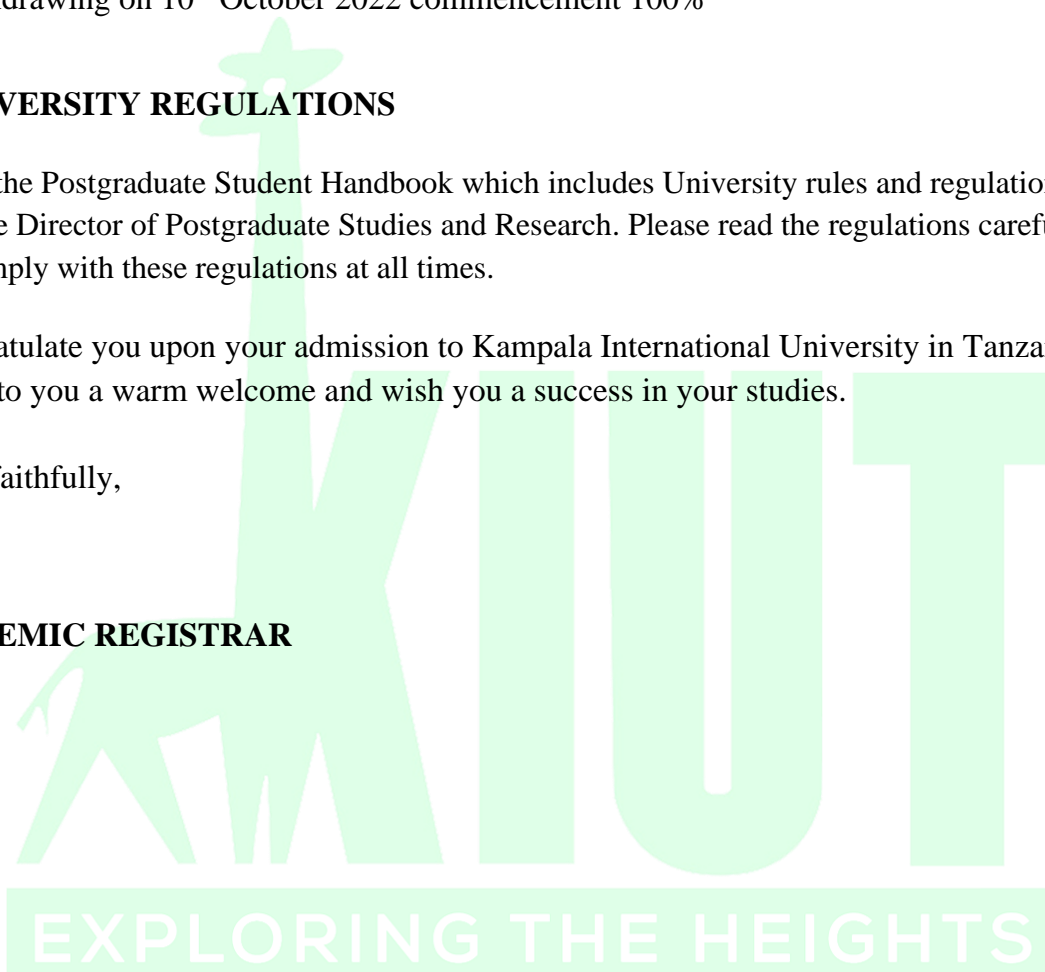 drawing on 10 October 2022 commencement 100%
VERSITY REGULATIONS
the Postgraduate Student Handbook which includes University rules and regulation
e Director of Postgraduate Studies and Research. Please read the regulations caref
mply with these regulations at all times.
atulate you upon your admission to Kampala International University in Tanza
to you a warm welcome and wish you a success in your studies.
faithfully,
EMIC REGISTRAR
KIUT
EXPLORING THE HEIGHTS